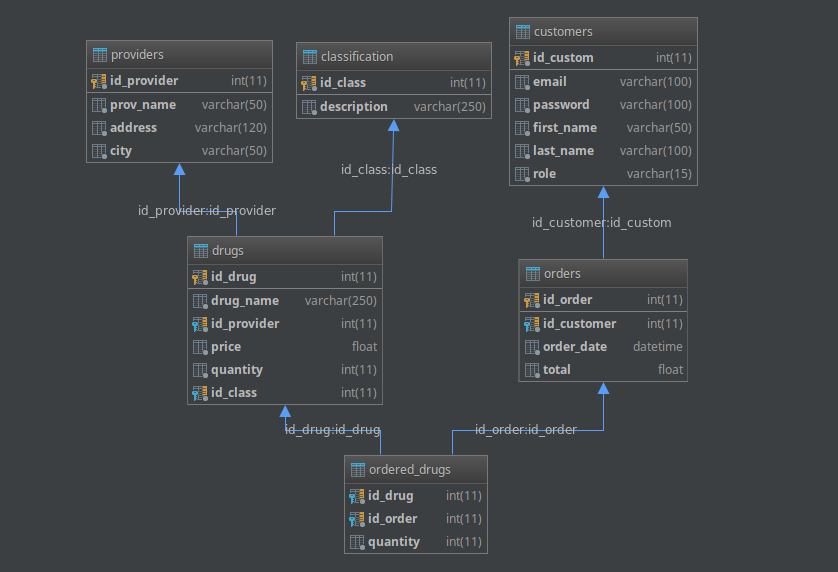 providers
id_provider int(11)
prov_name varchar(50)
address varchar(120)
city varchar(50)
classification
id_class int(11)
description varchar(250)
customers
id_custom int(11)
email varchar(100)
password varchar(100)
first_name varchar(50)
last_name varchar(100)
role varchar(15)
id_provider:id_provider
id_class:id_class
id_customer:id_custom
drugs
id_drug int(11)
drug_name varchar(250)
id_provider int(11)
price float
quantity int(11)
id_class int(11)
orders
id_order int(11)
id_customer int(11)
order_date datetime
total float
id_drug:id_drug
id_order:id_order
ordered_drugs
id_drug int(11)
id_order int(11)
quantity int(11)